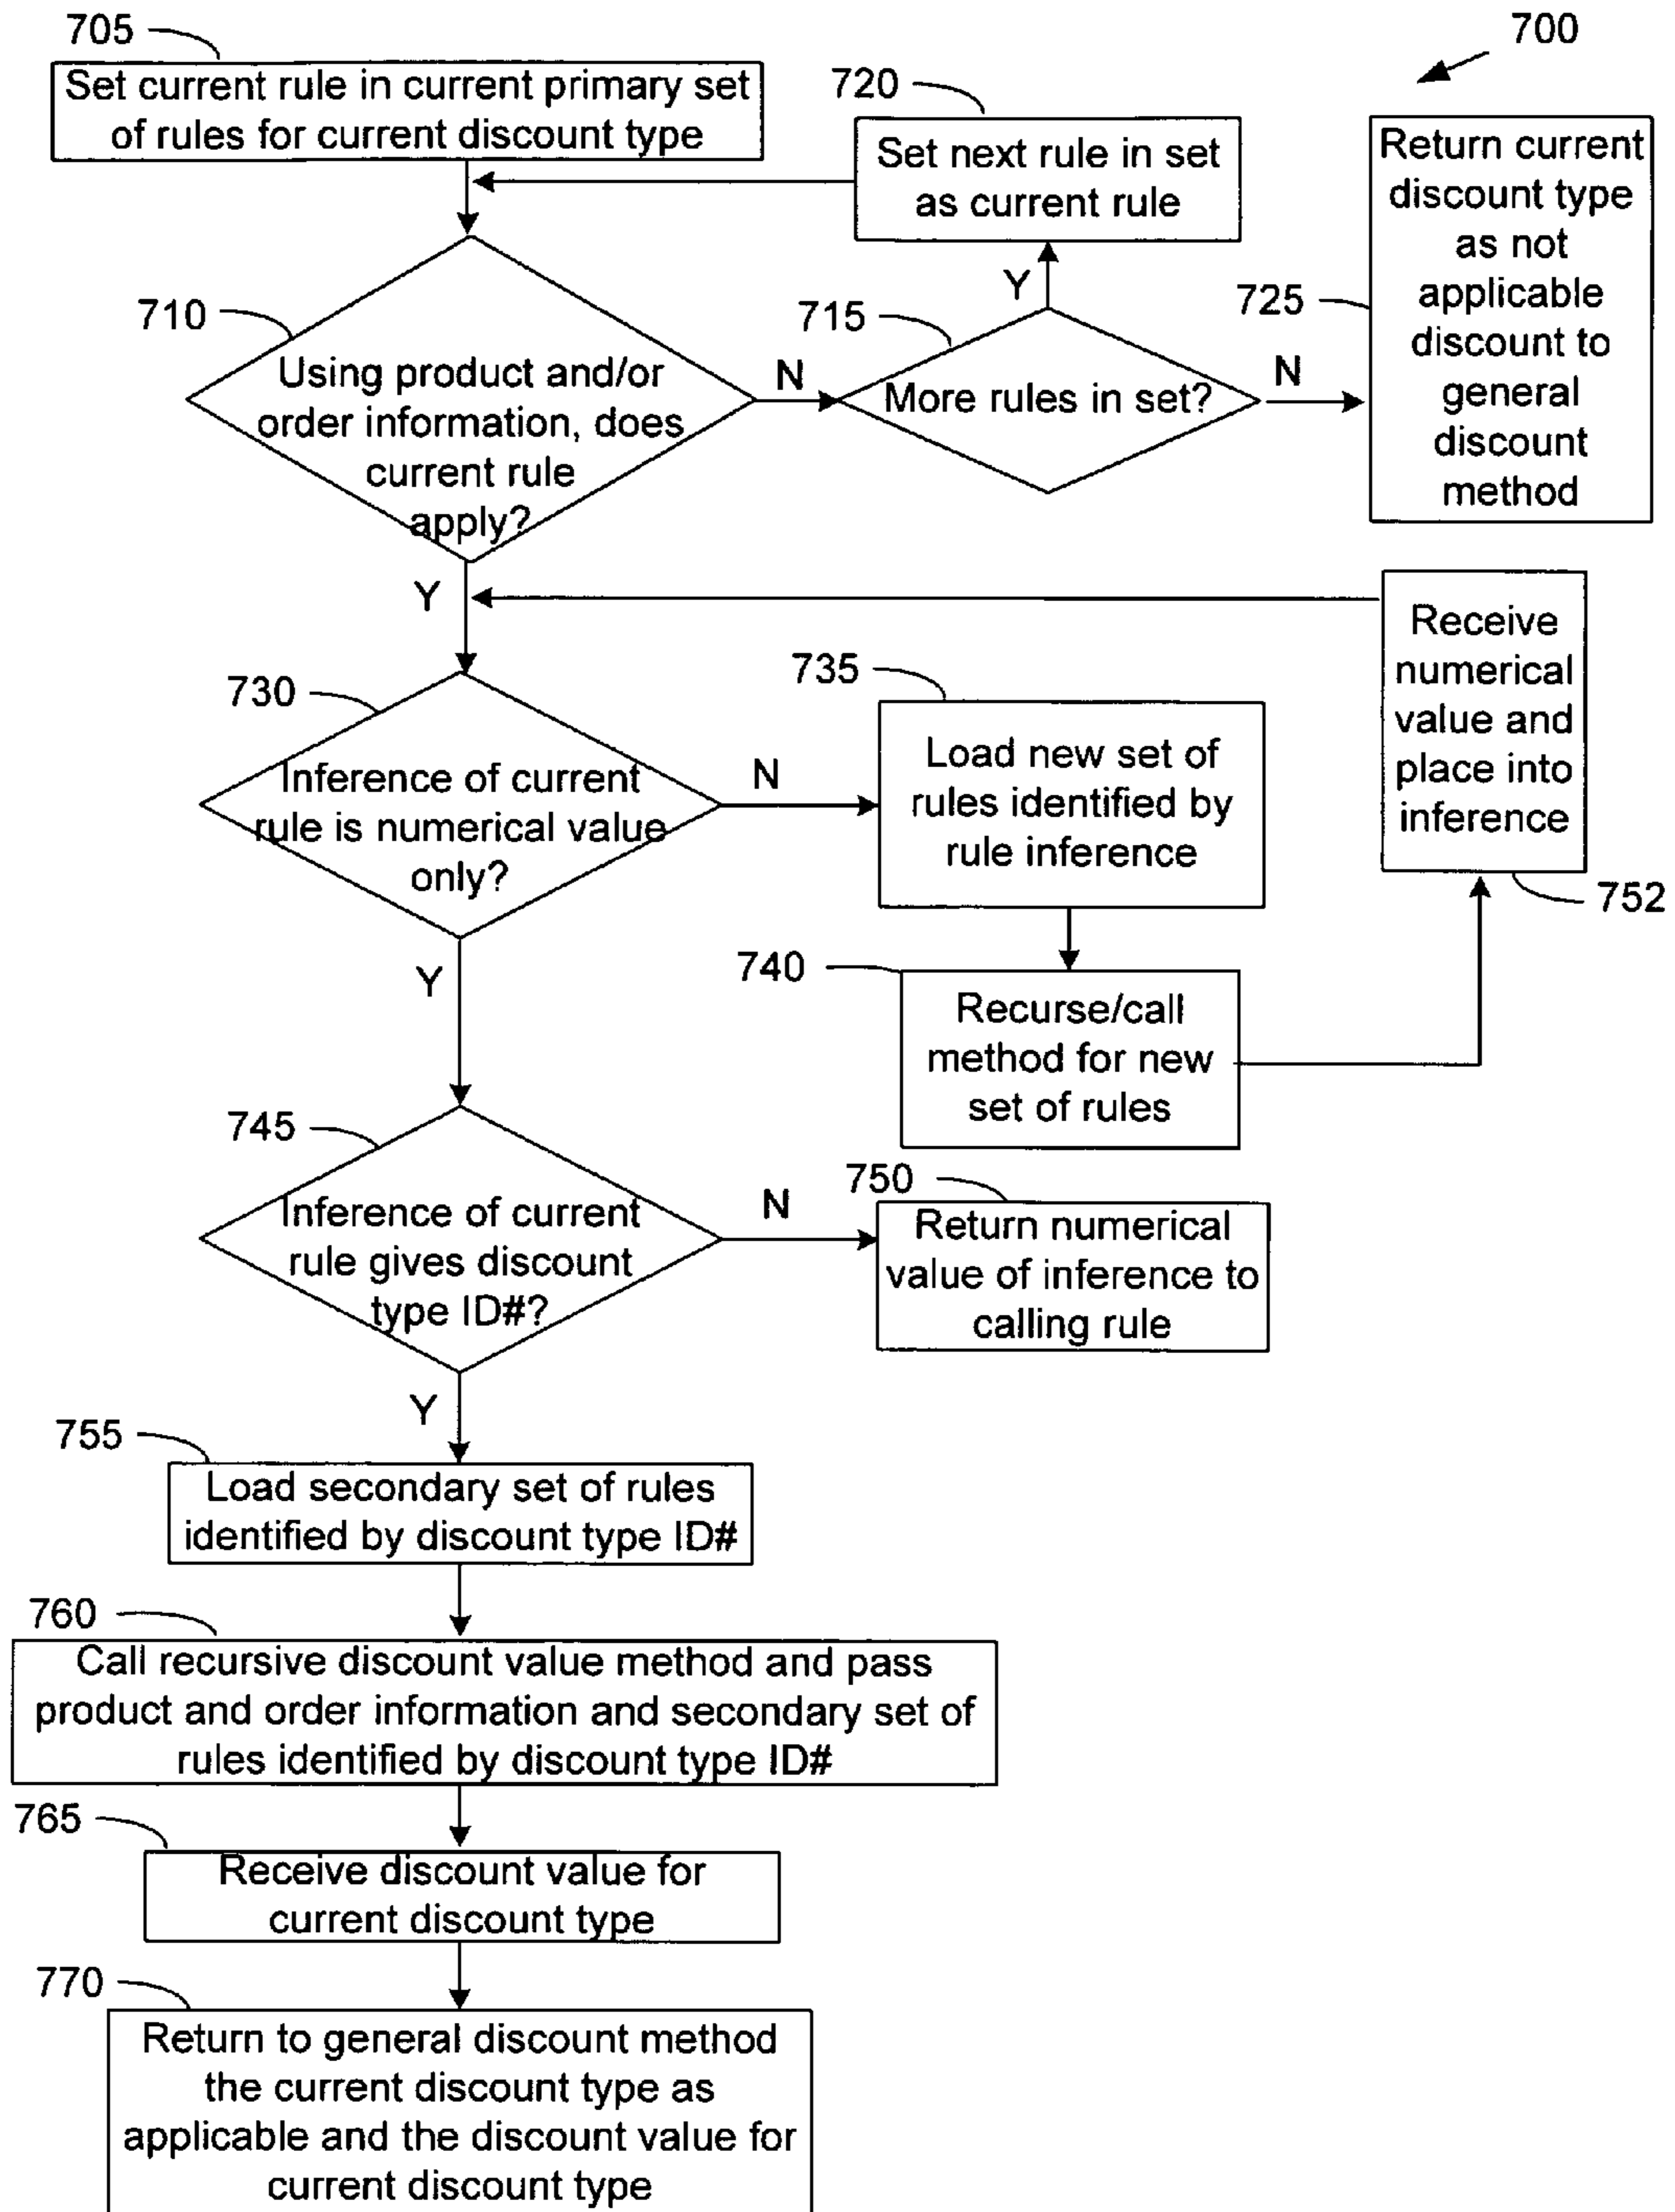 705
700
Set current rule in current primary set
of rules for current discount type
720
Set next rule in set
as current rule
Return current
discount type
as not
applicable
discount to
general
discount
method
710
Using product and/or
order information, does
current rule
apply?
N
715
More rules in set?
Y
N
725
Y
730
Inference of current
rule is numerical value
only?
N
735
Load new set of
rules identified by
rule inference
Receive
numerical
value and
place into
inference
752
740
Recurse/call
method for new
set of rules
Y
745
Inference of current
rule gives discount
type ID#?
N
750
Return numerical
value of inference to
calling rule
Y
755
Load secondary set of rules
identified by discount type ID#
760
Call recursive discount value method and pass
product and order information and secondary set of
rules identified by discount type ID#
765
Receive discount value for
current discount type
770
Return to general discount method
the current discount type as
applicable and the discount value for
current discount type